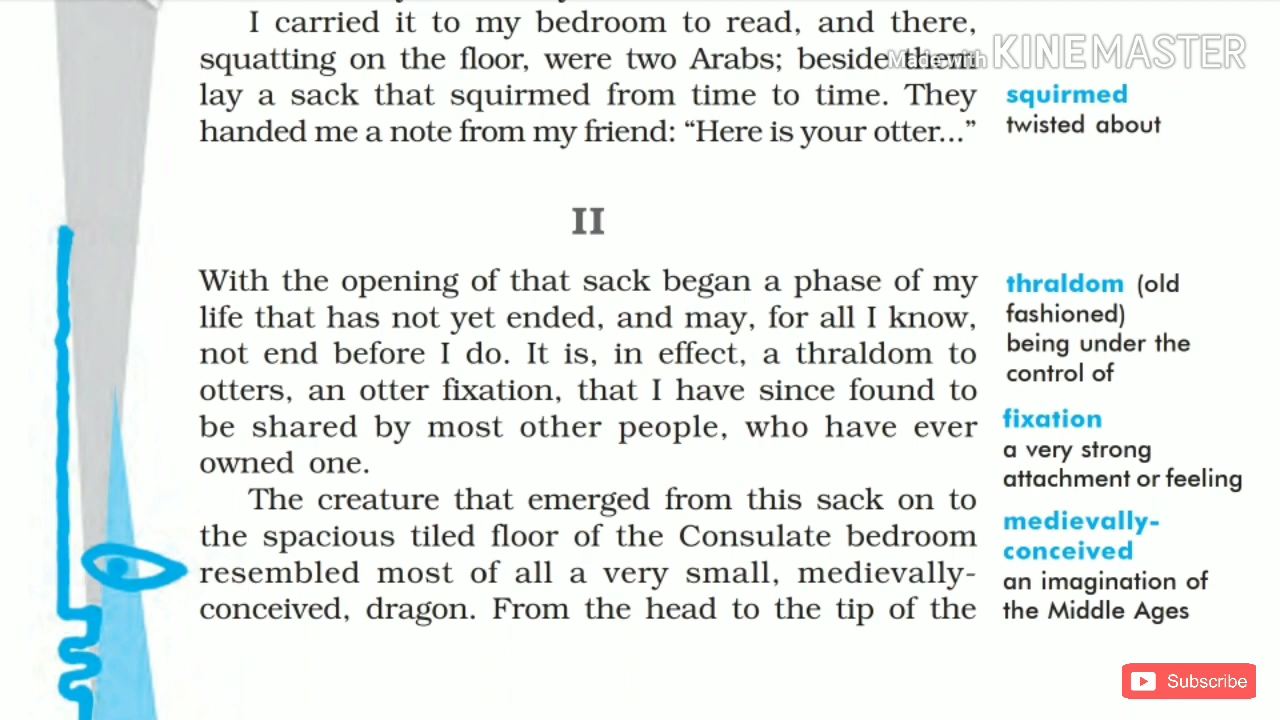 I carried it to my bedroom to read, and there,
squatting on the floor, were two Arabs; beside them
lay a sack that squirmed from time to time. They
handed me a note from my friend: “Here is your otter...”
Made with KINEMASTER
squirmed
twisted about
II
With the opening of that sack began a phase of my
life that has not yet ended, and may, for all I know,
not end before I do. It is, in effect, a thraldom to
otters, an otter fixation, that I have since found to
be shared by most other people, who have ever
owned one.
The creature that emerged from this sack on to
the spacious tiled floor of the Consulate bedroom
resembled most of all a very small, medievally-
conceived, dragon. From the head to the tip of the
thraldom (old
fashioned)
being under the
control of
fixation
a very strong
attachment or feeling
medievally-
conceived
an imagination of
the Middle Ages
Subscribe